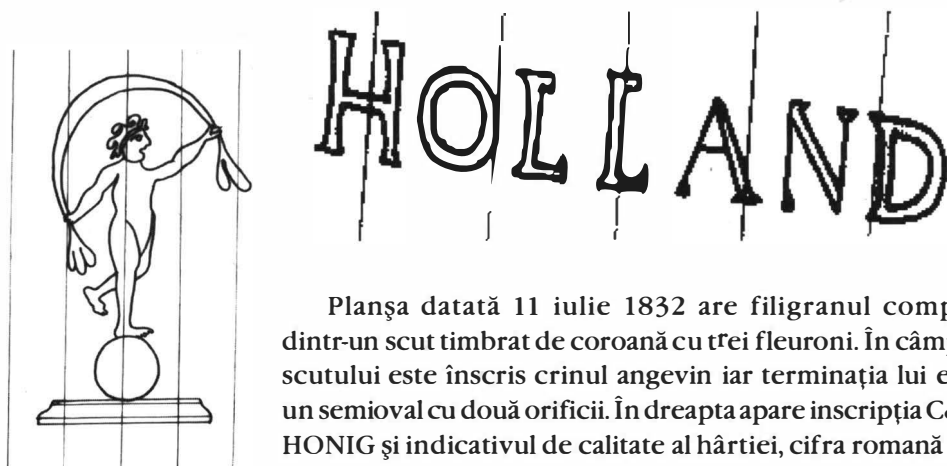 HOLLAND
Planşa datată 11 iulie 1832 are filigranul
dintr-un scut timbrat de coroană cu trei fleuroni. În
scutului este înscris crinul angevin iar terminaţia lui
un semioval cu două orificii. În dreapta apare inscripţia
HONIG şi indicativul de calitate al hârtiei, cifra romană